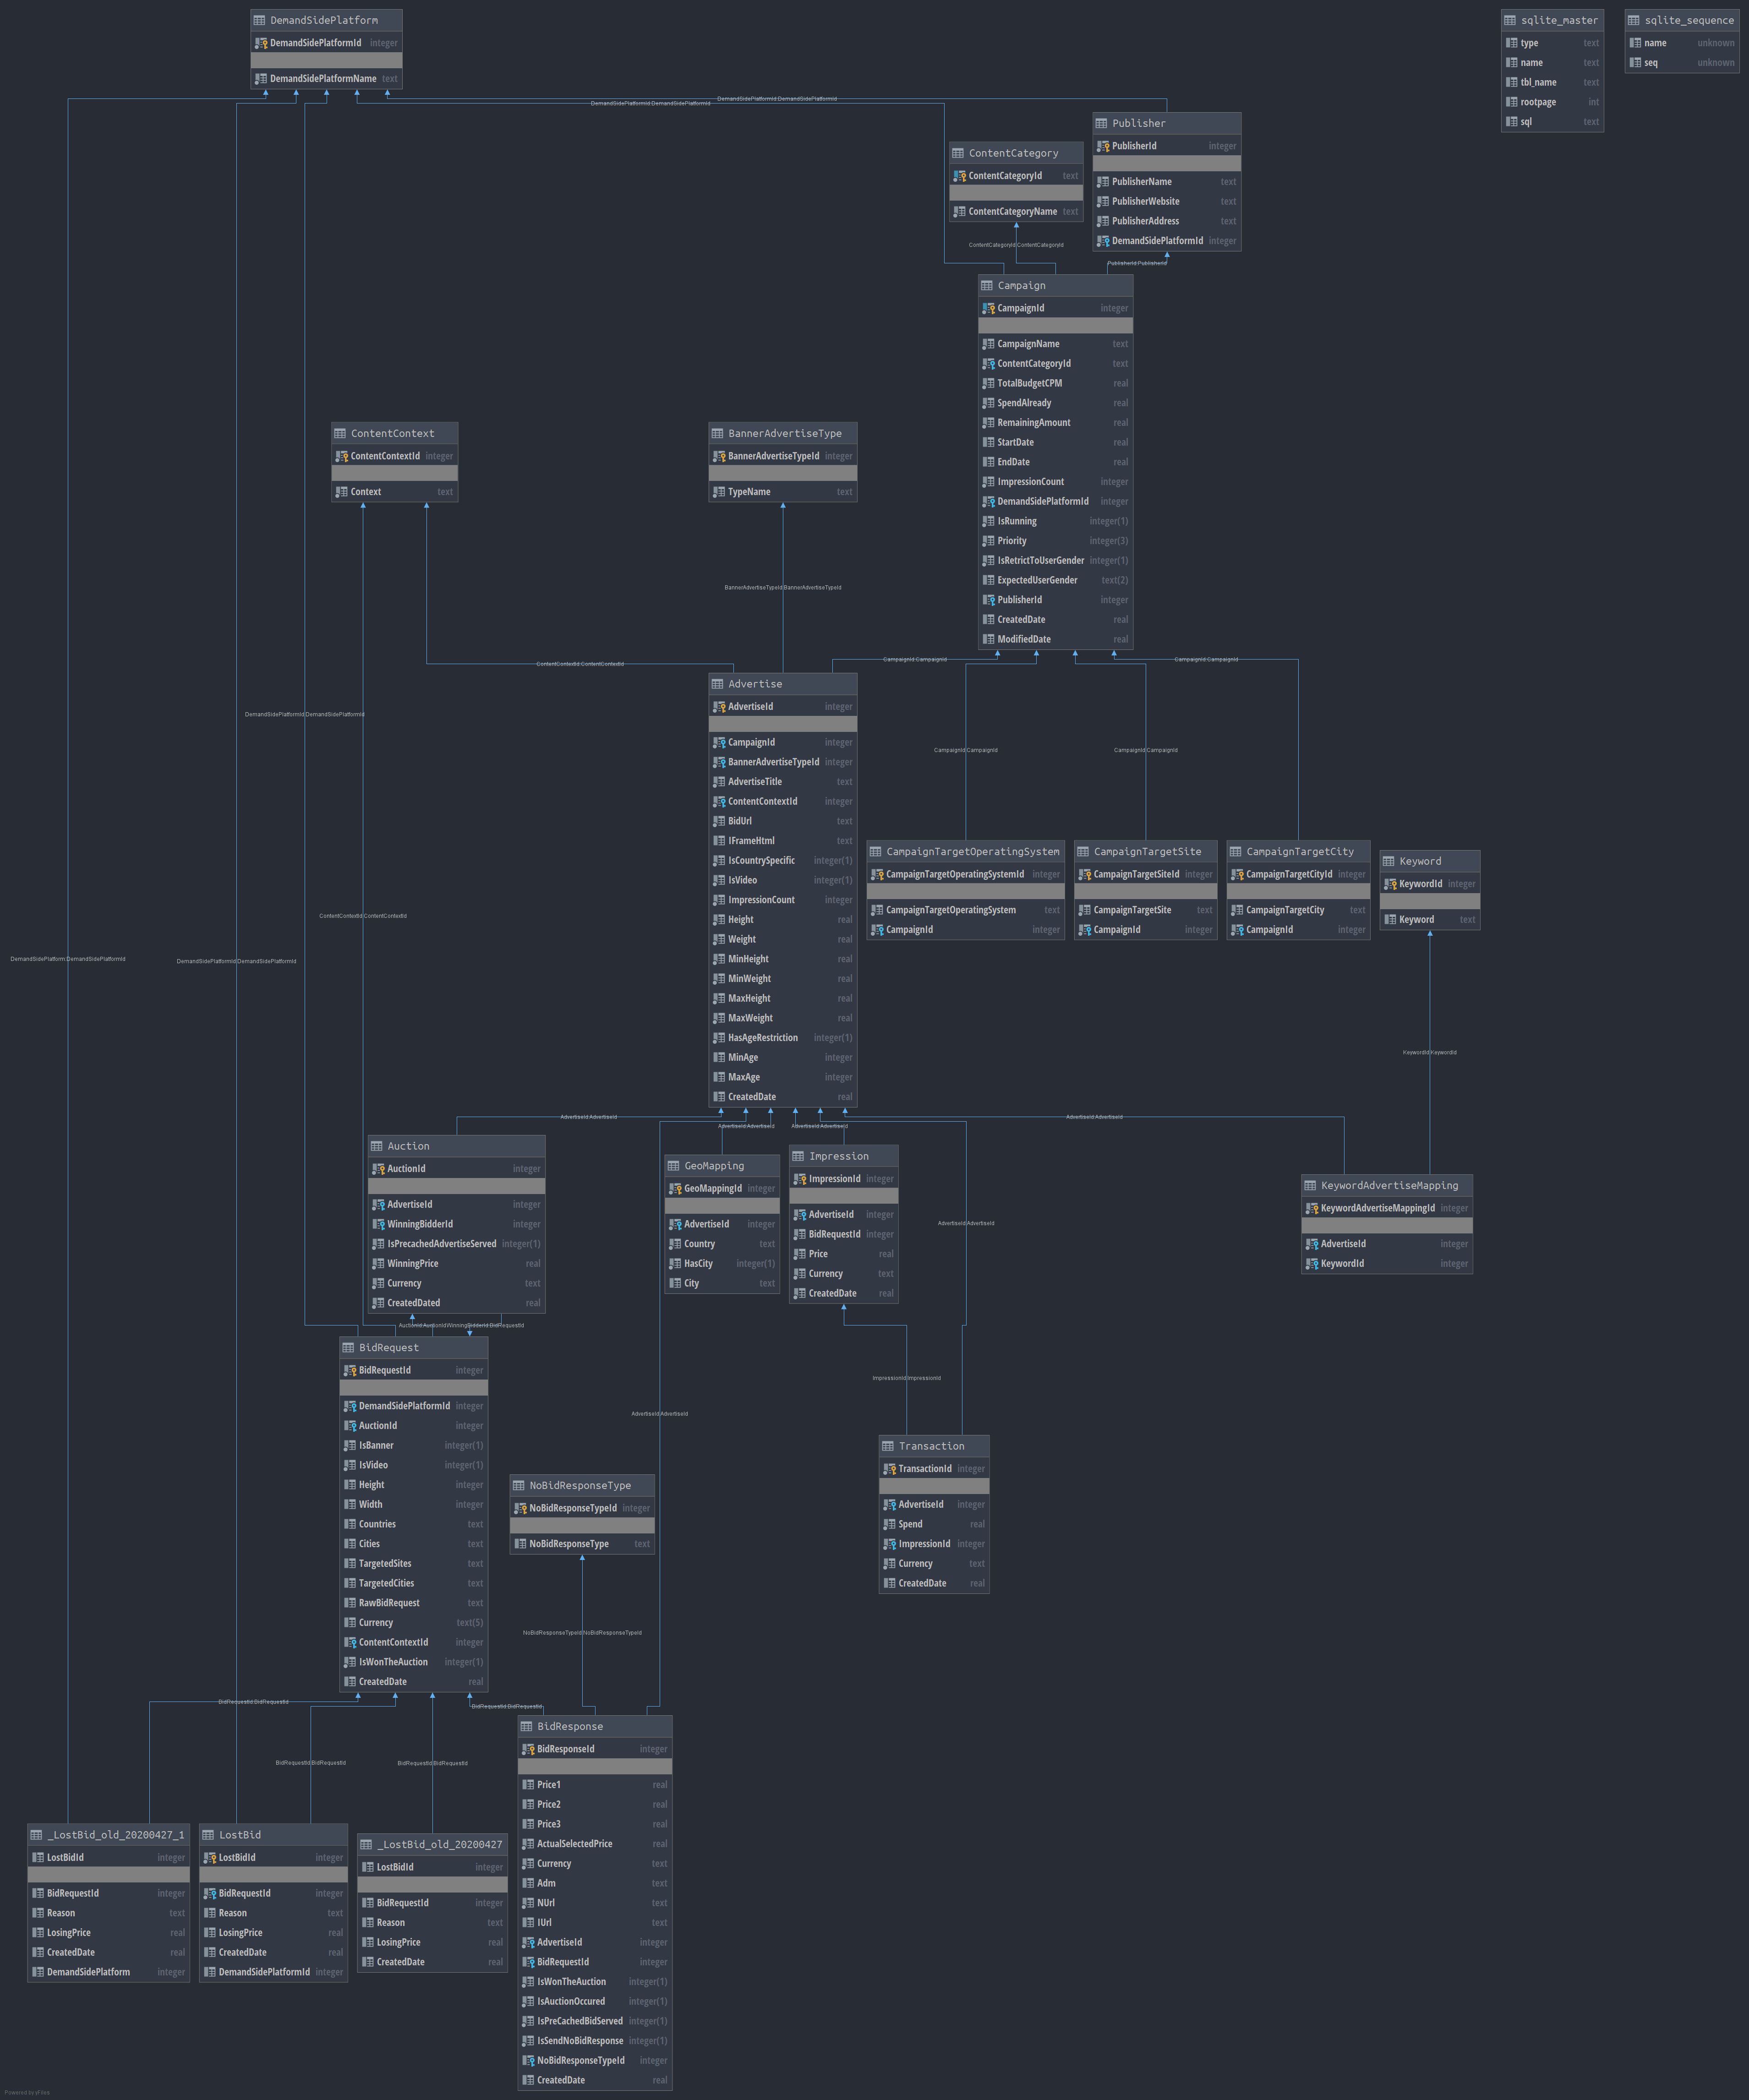 DemandSidePlatform
DemandSidePlatformId integer
DemandSidePlatformName text
sqlite_master
type text
name text
tbl_name text
rootpage int
sql text
sqlite_sequence
name unknown
seq unknown
DemandSidePlatformId:DemandSidePlatformId
DemandSidePlatformId:DemandSidePlatformId
Publisher
PublisherId integer
PublisherName text
PublisherWebsite text
PublisherAddress text
DemandSidePlatformId integer
ContentCategory
ContentCategoryId text
ContentCategoryName text
ContentCategoryId:ContentCategoryId
PublisherId:PublisherId
Campaign
CampaignId integer
CampaignName text
ContentCategoryId text
TotalBudgetCPM real
SpendAlready real
RemainingAmount real
StartDate real
EndDate real
ImpressionCount integer
DemandSidePlatformId integer
IsRunning integer(1)
Priority integer(3)
IsRetrictToUserGender integer(1)
ExpectedUserGender text(2)
PublisherId integer
CreatedDate real
ModifiedDate real
ContentContext
ContentContextId integer
Context text
BannerAdvertiseType
BannerAdvertiseTypeId integer
TypeName text
BannerAdvertiseTypeId:BannerAdvertiseTypeId
ContentContextId:ContentContextId
CampaignId:CampaignId
CampaignId:CampaignId
Advertise
AdvertiseId integer
CampaignId integer
BannerAdvertiseTypeId integer
AdvertiseTitle text
ContentContextId integer
BidUrl text
IFrameHtml text
IsCountrySpecific integer(1)
IsVideo integer(1)
ImpressionCount integer
Height real
Weight real
MinHeight real
MinWeight real
MaxHeight real
MaxWeight real
HasAgeRestriction integer(1)
MinAge integer
MaxAge integer
CreatedDate real
DemandSidePlatformId:DemandSidePlatformId
CampaignId:CampaignId
CampaignId:CampaignId
CampaignTargetOperatingSystem
CampaignTargetOperatingSystemId integer
CampaignTargetOperatingSystem text
CampaignId integer
CampaignTargetSite
CampaignTargetSiteId integer
CampaignTargetSite text
CampaignId integer
CampaignTargetCity
CampaignTargetCityId integer
CampaignTargetCity text
CampaignId integer
Keyword
KeywordId integer
Keyword text
ContentContextId:ContentContextId
DemandSidePlatform:DemandSidePlatformId
DemandSidePlatformId:DemandSidePlatformId
KeywordId:KeywordId
AdvertiseId:AdvertiseId
AdvertiseId:AdvertiseId
AdvertiseId:AdvertiseId
AdvertiseId:AdvertiseId
Auction
AuctionId integer
AdvertiseId integer
WinningBidderId integer
IsPrecachedAdvertiseServed integer(1)
WinningPrice real
Currency text
CreatedDated real
GeoMapping
GeoMappingId integer
AdvertiseId integer
Country text
HasCity integer(1)
City text
Impression
ImpressionId integer
AdvertiseId integer
BidRequestId integer
Price real
Currency text
CreatedDate real
AdvertiseId:AdvertiseId
KeywordAdvertiseMapping
KeywordAdvertiseMappingId integer
AdvertiseId integer
KeywordId integer
BidRequest
BidRequestId integer
DemandSidePlatformId integer
AuctionId integer
IsBanner integer(1)
IsVideo integer(1)
Height integer
Width integer
Countries text
Cities text
TargetedSites text
TargetedCities text
RawBidRequest text
Currency text(5)
ContentContextId integer
IsWonTheAuction integer(1)
CreatedDate real
ImpressionId:ImpressionId
AdvertiseId:AdvertiseId
Transaction
TransactionId integer
AdvertiseId integer
Spend real
ImpressionId integer
Currency text
CreatedDate real
NoBidResponseType
NoBidResponseTypeId integer
NoBidResponseType text
NoBidResponseTypeId:NoBidResponseTypeId
BidRequestId:BidRequestId
BidRequestId:BidRequestId
BidRequestId:BidRequestId
BidRequestId:BidRequestId
BidResponse
BidResponseId integer
Price1 real
Price2 real
Price3 real
ActualSelectedPrice real
Currency text
Adm text
NUrl text
IUrl text
AdvertiseId integer
BidRequestId integer
IsWonTheAuction integer(1)
IsAuctionOccured integer(1)
IsPreCachedBidServed integer(1)
IsSendNoBidResponse integer(1)
NoBidResponseTypeId integer
CreatedDate real
_LostBid_old_20200427_1
LostBidId integer
BidRequestId integer
Reason text
LosingPrice real
CreatedDate real
DemandSidePlatform integer
LostBid
LostBidId integer
BidRequestId integer
Reason text
LosingPrice real
CreatedDate real
DemandSidePlatformId integer
_LostBid_old_20200427
LostBidId integer
BidRequestId integer
Reason text
LosingPrice real
CreatedDate real
Powered by yFiles